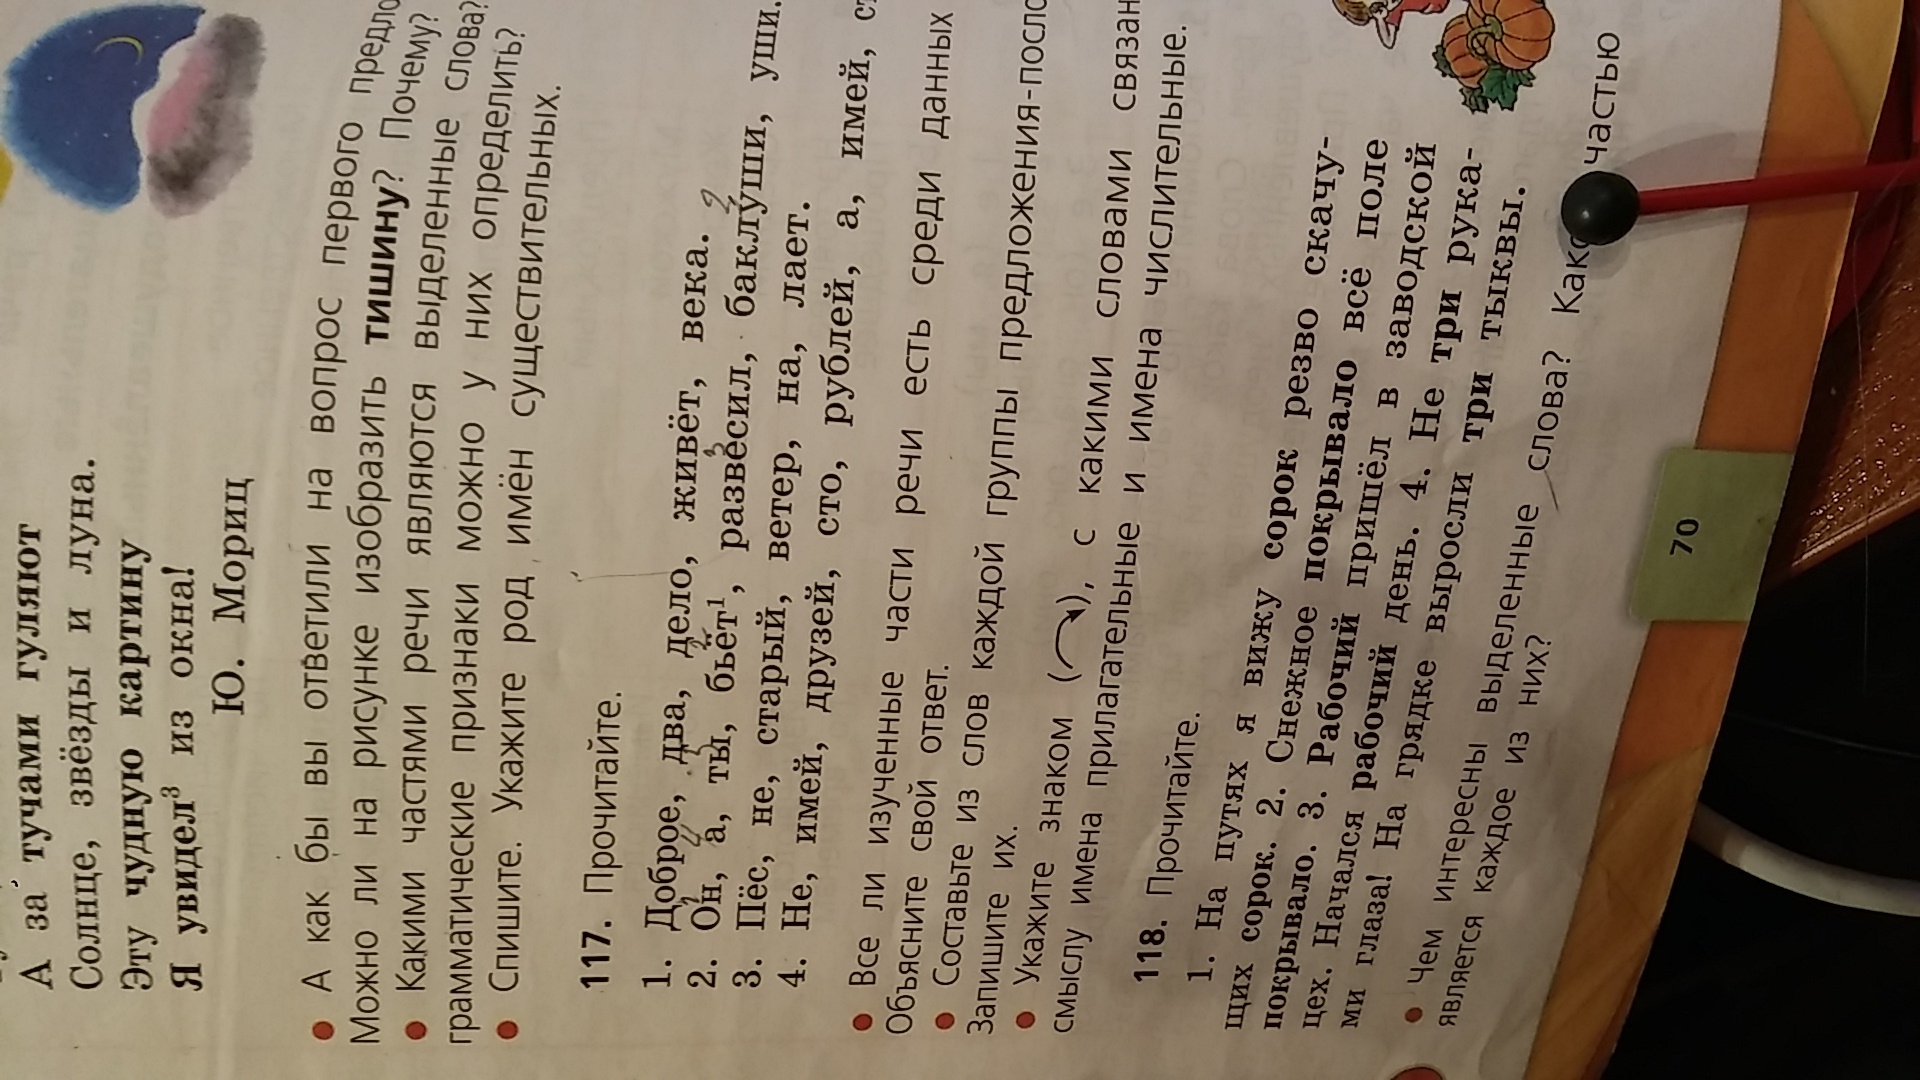 А за тучами гуляют
Солнце, звёзды и луна.
Эту чудную картину
Я увидел³ из окна!
Ю. Мориц
• А как бы вы ответили на вопрос первого
Можно ли на рисунке изобразить тишину? Почему?
• Какими частями речи являются выделенные слова?
грамматические признаки можно у них определить?
• Спишите. Укажите род имён существительных.
117. Прочитайте.
1. Доброе, два, дело, живёт, века.
2. Он, а, ты, бьёт¹, развесил, баклуши, уши.
3. Пёс, не, старый, ветер, на, лает.
4. Не, имей, друзей, сто, рублей, а, имей,
• Все ли изученные части речи есть среди данных
Объясните свой ответ.
• Составьте из слов каждой группы
Запишите их.
• Укажите знаком ( ), с какими словами
смыслу имена прилагательные и имена числительные.
118. Прочитайте.
1. На путях я вижу сорок резво скачу-
щих сорок. 2. Снежное покрывало всё поле
покрывало. 3. Рабочий пришёл в заводской
цех. Начался рабочий день. 4. Не три рука-
ми глаза! На грядке выросли три тыквы.
• Чем интересны выделенные слова? частью
является каждое из них?
70